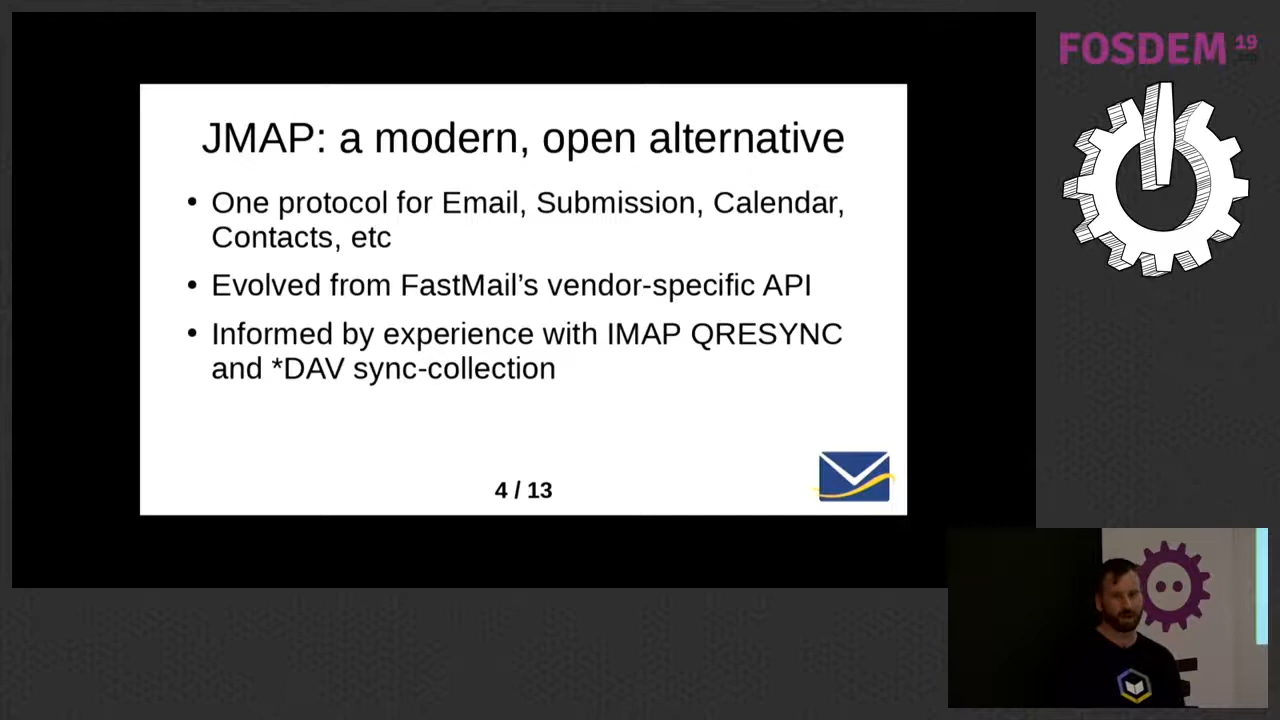 FOSDEM 19
JMAP: a modern, open alternative
• One protocol for Email, Submission, Calendar,
Contacts, etc
• Evolved from FastMail’s vendor-specific API
• Informed by experience with IMAP QRESYNC
and *DAV sync-collection
4 / 13